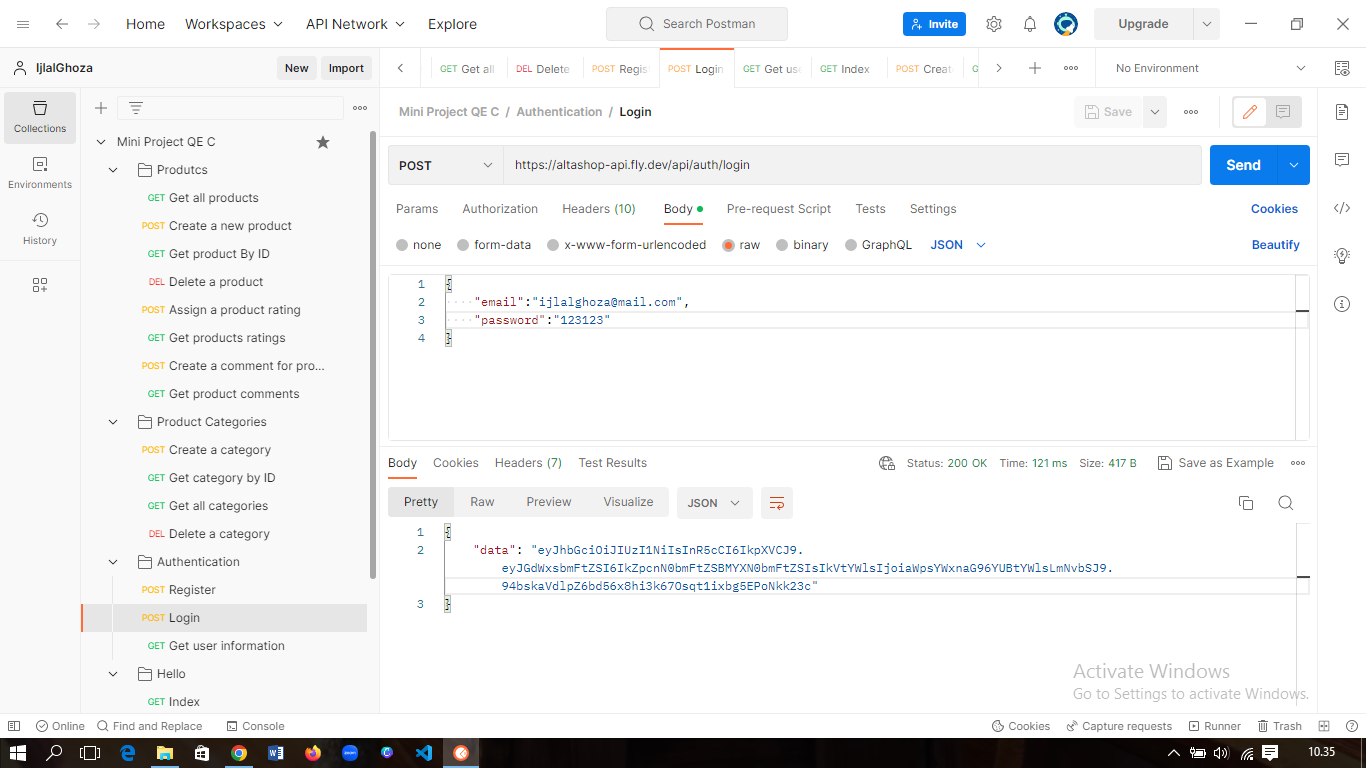 Home Workspaces API Network Explore Search Postman Invite Upgrade
IjlalGhoza New Import GET Get all DEL Delete POST Regis POST Login GET Get use GET Index POST Creat G No Environment
Mini Project QE C / Authentication / Login Save
Collections
Environments
History
Mini Project QE C
Produtcs
GET Get all products
POST Create a new product
GET Get product By ID
DEL Delete a product
POST Assign a product rating
GET Get products ratings
POST Create a comment for pro...
GET Get product comments
Product Categories
POST Create a category
GET Get category by ID
GET Get all categories
DEL Delete a category
Authentication
POST Register
POST Login
GET Get user information
Hello
GET Index
POST https://altashop-api.fly.dev/api/auth/login Send
Params Authorization Headers (10) Body Pre-request Script Tests Settings Cookies
none form-data x-www-form-urlencoded raw binary GraphQL JSON Beautify
1 {
2 "email":"ijlalghoza@mail.com",
3 "password":"123123"
4 }
Body Cookies Headers (7) Test Results Status: 200 OK Time: 121 ms Size: 417 B Save as Example
Pretty Raw Preview Visualize JSON
1 {
2 "data": "eyJhbGciOiJIUzI1NiIsInR5cCI6IkpXVCJ9.
eyJGdWxsbmFtZSI6IkZpcnN0bmFtZSBMYXN0bmFtZSIsIkVtYWlsIjoiaWpsYWxnaG96YUBtYWlsLmNvbSJ9.
94bskaVdlpZ6bd56x8hi3k67Osqt1ixbg5EPoNkk23c"
3 }
Activate Windows
Go to Settings to activate Windows.
Online Find and Replace Console Cookies Capture requests Runner Trash
10.35